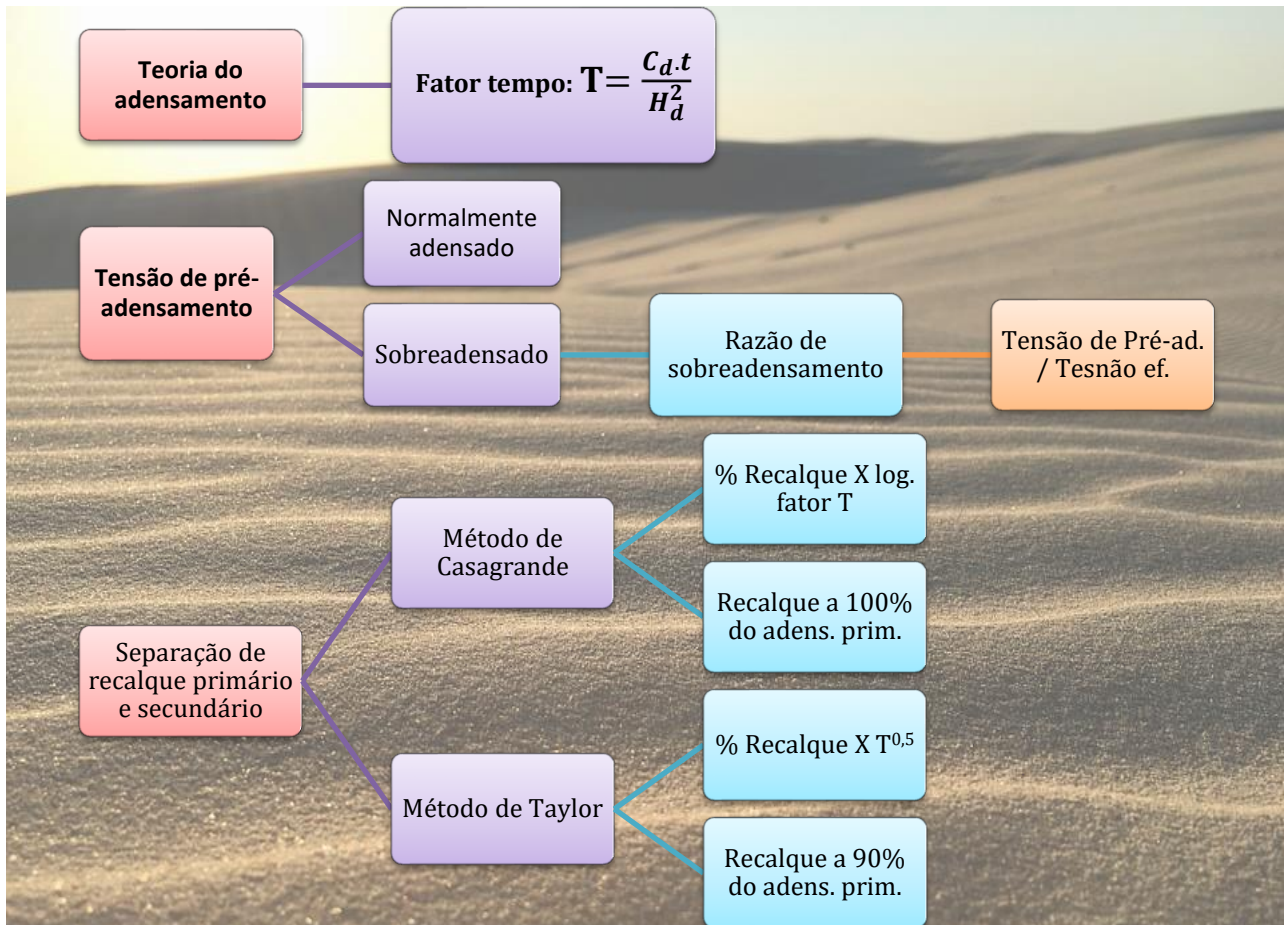 Teoria do
adensamento
Fator tempo: T= C_d.t / H_d^2
Tensão de pré-
adensamento
Normalmente
adensado
Sobreadensado
Razão de
sobreadensamento
Tensão de Pré-ad.
/ Tesnão ef.
Separação de
recalque primário
e secundário
Método de
Casagrande
% Recalque X log.
fator T
Recalque a 100%
do adens. prim.
Método de Taylor
% Recalque X T^0,5
Recalque a 90%
do adens. prim.